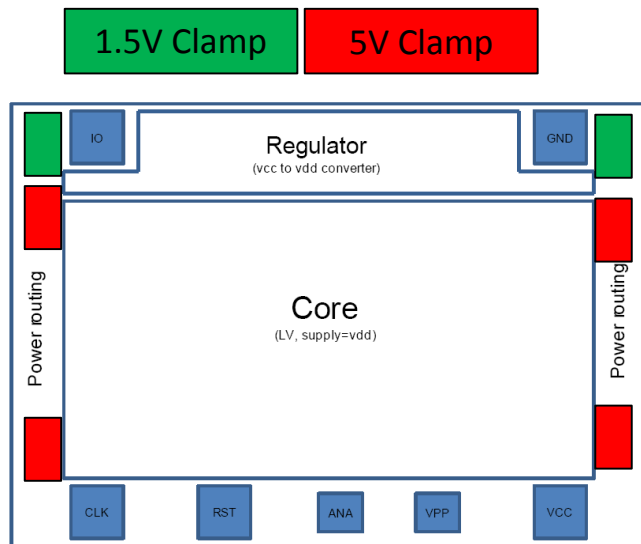 1.5V Clamp
5V Clamp
IO
Regulator
(vcc to vdd converter)
GND
Power routing
Core
(LV, supply=vdd)
Power routing
CLK
RST
ANA
VPP
VCC